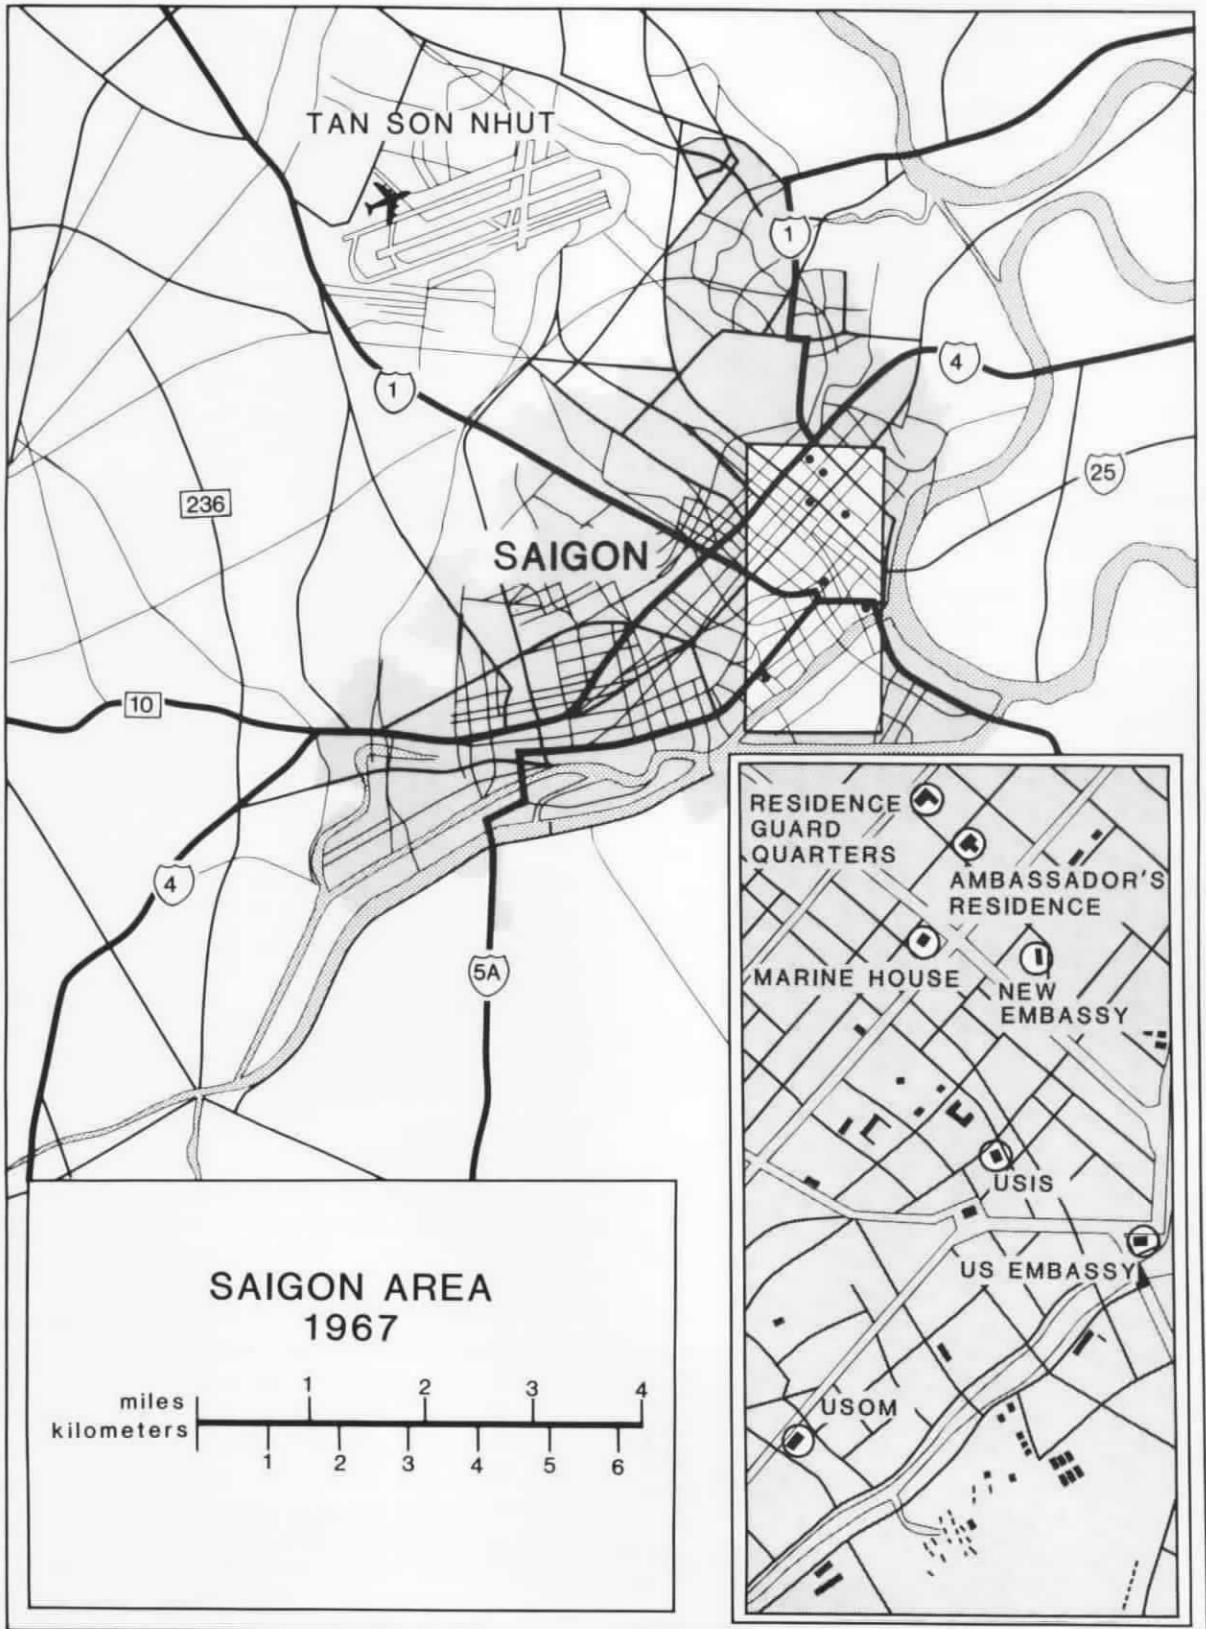 TAN SON NHUT
1
4
1
25
236
SAIGON
10
4
5A
RESIDENCE
GUARD
QUARTERS
AMBASSADOR'S
RESIDENCE
MARINE HOUSE
NEW
EMBASSY
USIS
US EMBASSY
USOM
SAIGON AREA
1967
miles
1 2 3 4
kilometers
1 2 3 4 5 6